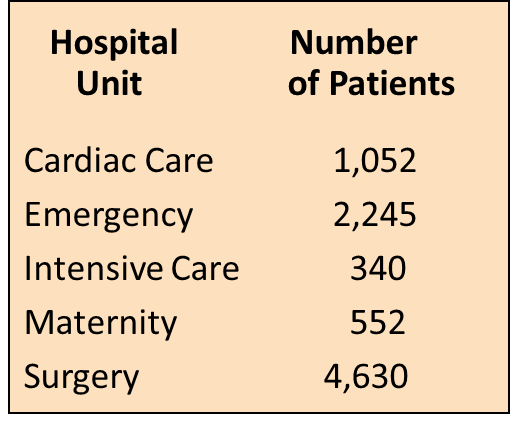 Hospital Unit Number of Patients
Cardiac Care 1,052
Emergency 2,245
Intensive Care 340
Maternity 552
Surgery 4,630